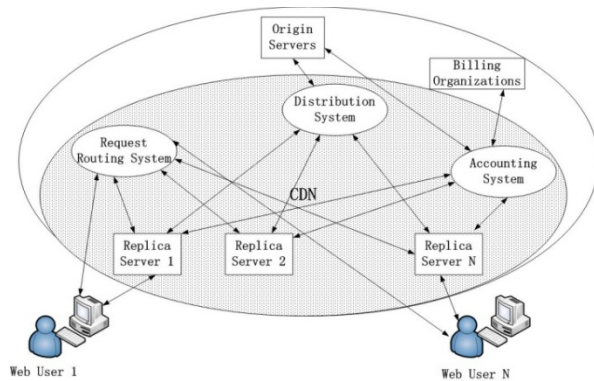 Origin
Servers
Billing
Organizations
Distribution
System
Request
Routing System
Accounting
System
CDN
Replica
Server 1
Replica
Server 2
Replica
Server N
Web User 1
Web User N